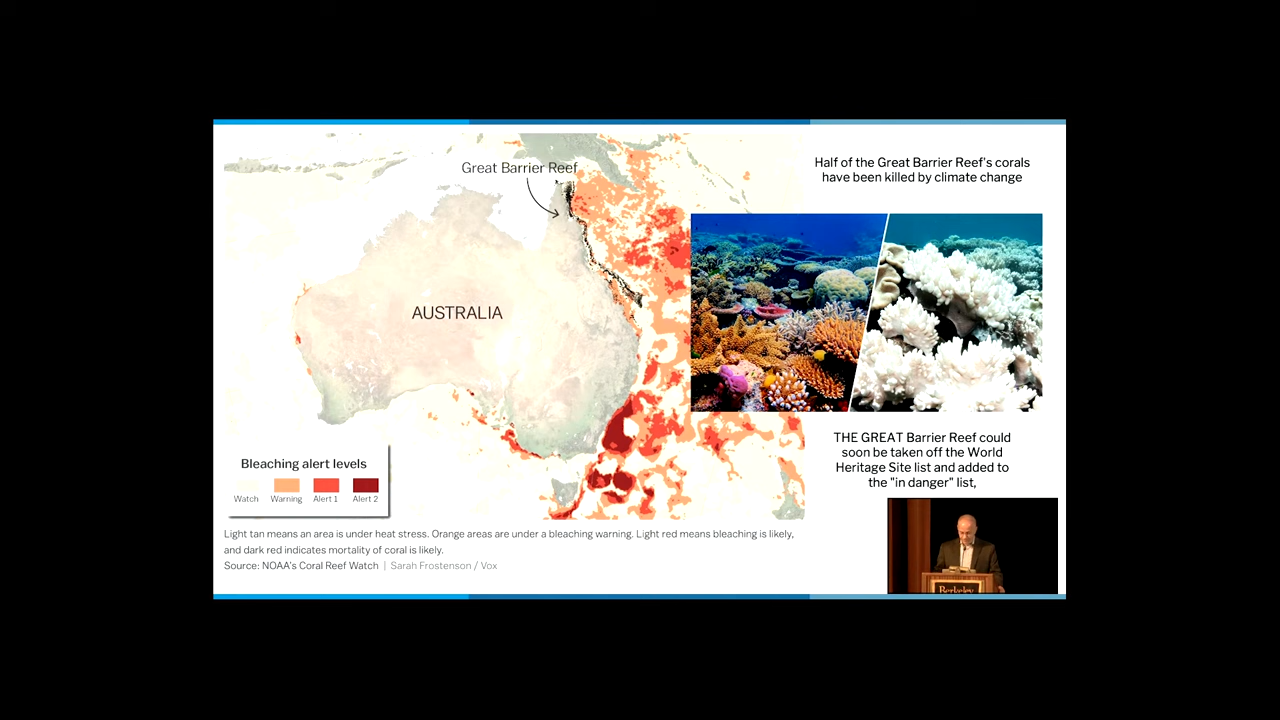 Great Barrier Reef
AUSTRALIA
Bleaching alert levels
Watch Warning Alert 1 Alert 2
Light tan means an area is under heat stress. Orange areas are under a bleaching warning. Light red means bleaching is likely,
and dark red indicates mortality of coral is likely.
Source: NOAA's Coral Reef Watch | Sarah Frostenson / Vox
Half of the Great Barrier Reef's corals
have been killed by climate change
THE GREAT Barrier Reef could
soon be taken off the World
Heritage Site list and added to
the "in danger" list,
Berkeley